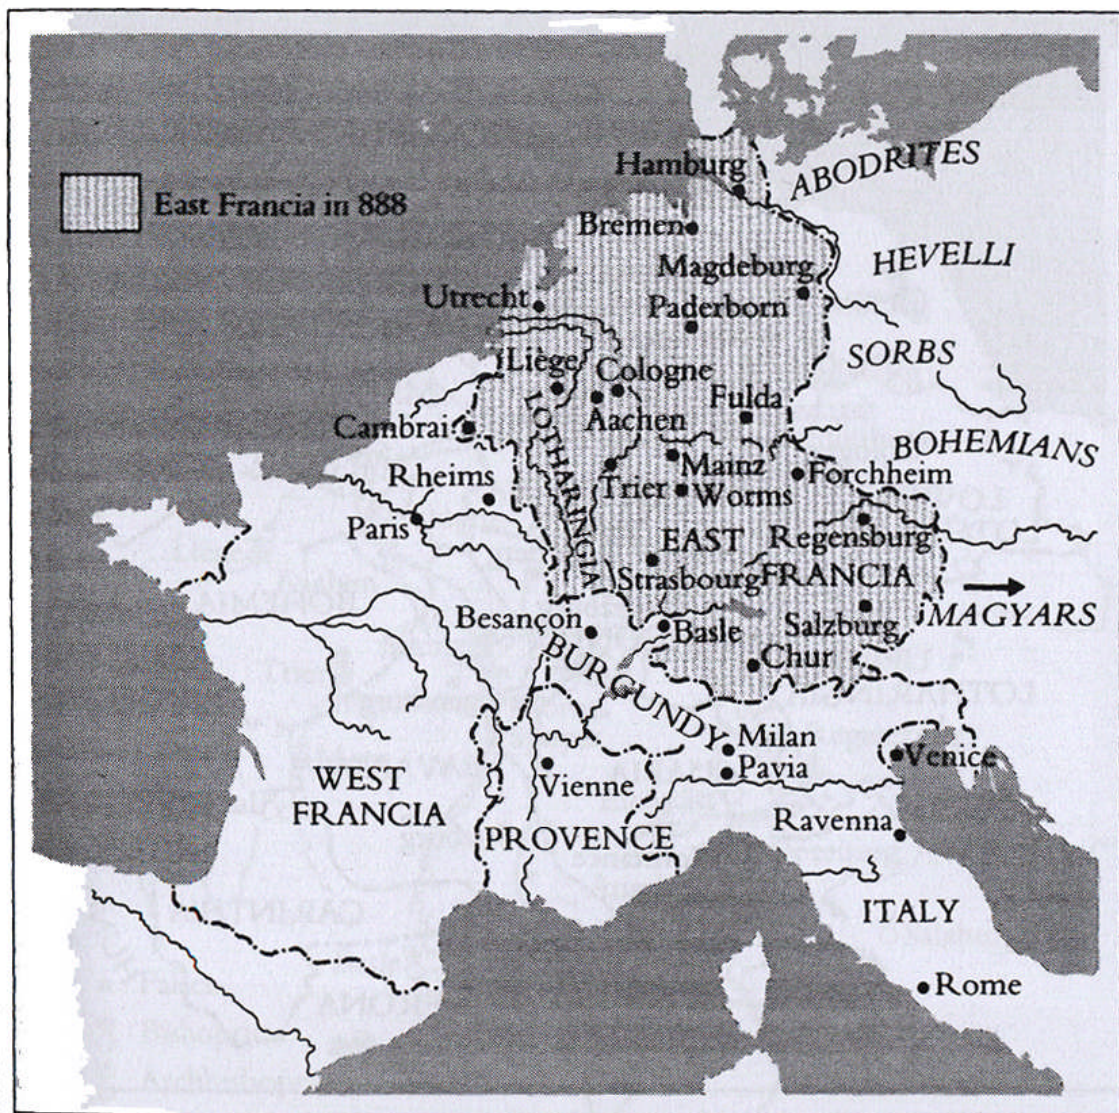 East Francia in 888
Hamburg
ABODRITES
Bremen
HEVELLI
Magdeburg
Utrecht
Paderborn
SORBS
Liège
Cologne
Aachen
Fulda
Cambrai
LOTHARINGIA
BOHEMIANS
Rheims
Mainz
Forchheim
Trier
Worms
Paris
EAST
FRANCIA
Regensburg
Strasbourg
MAGYARS
Besançon
Basle
Salzburg
Chur
BURGUNDY
Milan
Venice
Pavia
WEST
FRANCIA
Vienne
PROVENCE
Ravenna
ITALY
Rome